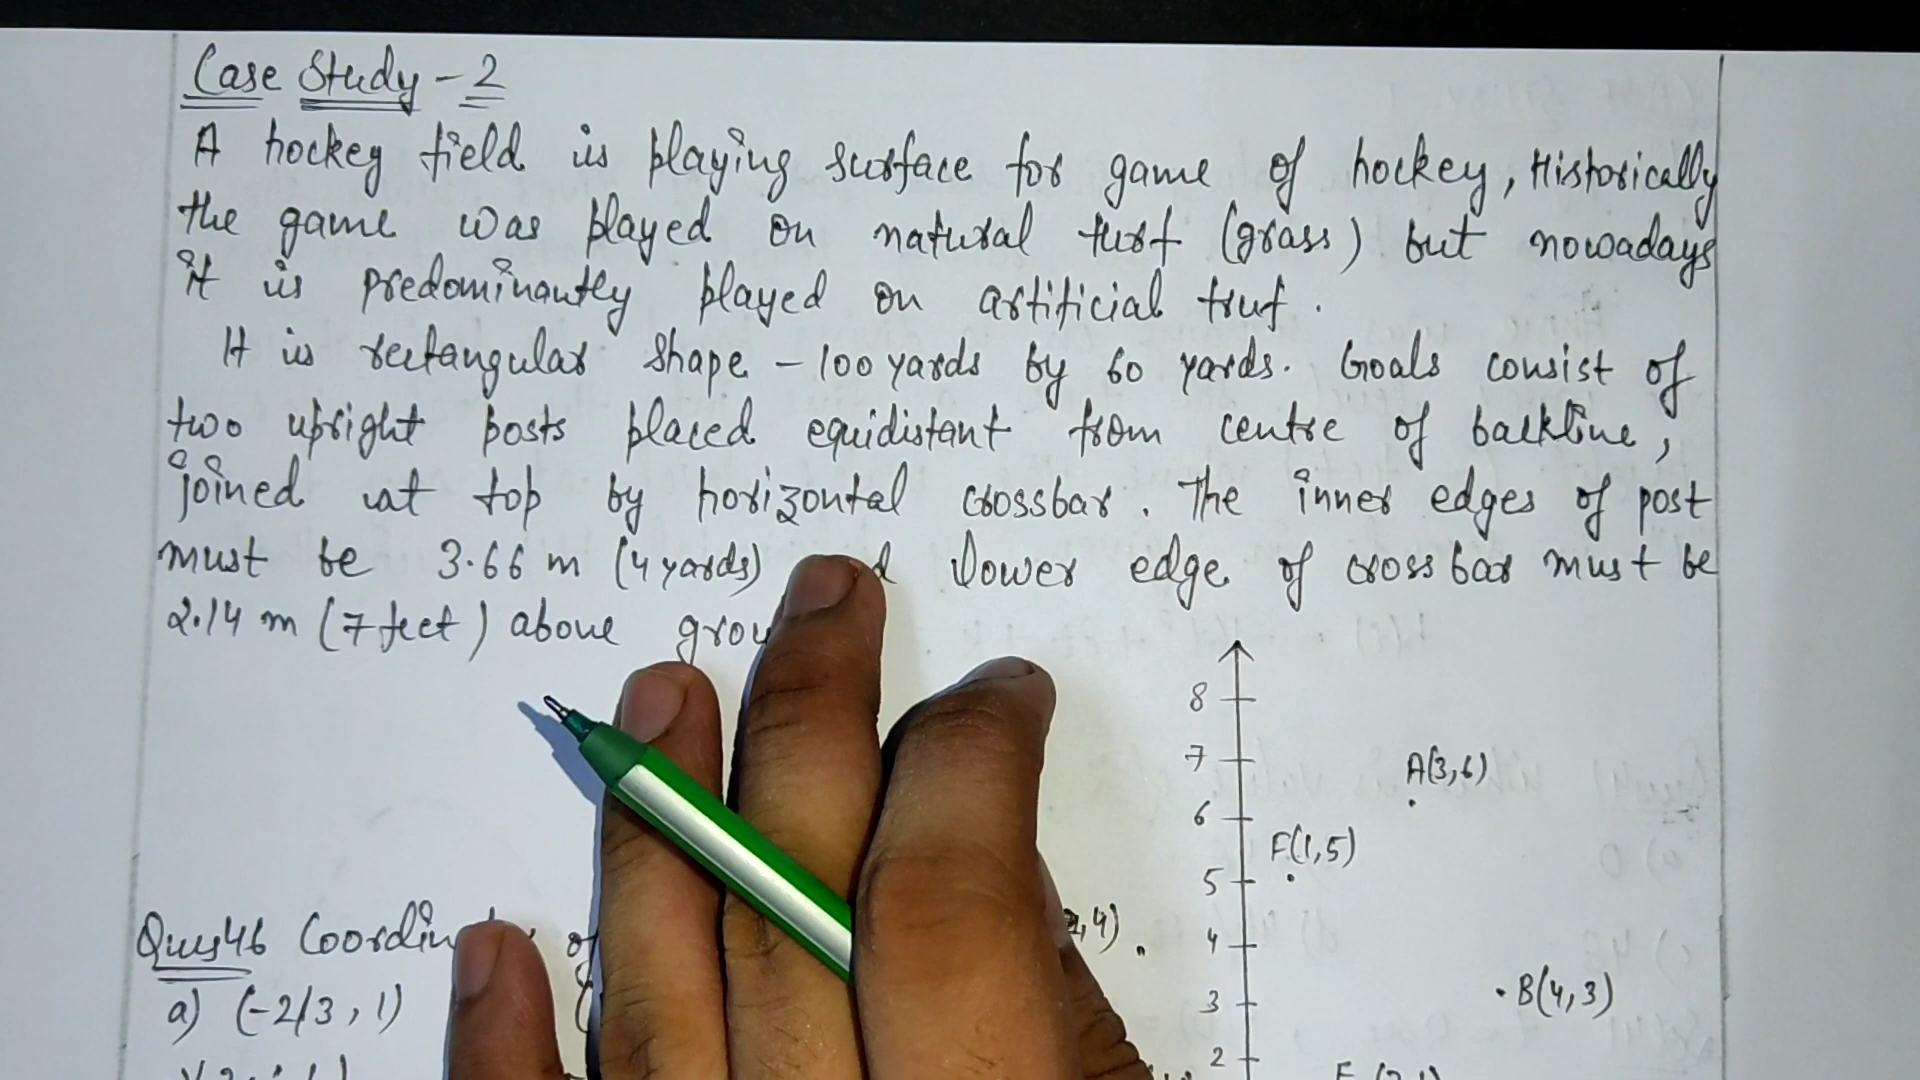 Case Study - 2
A hockey field is playing surface for game of hockey, Historically
the game was played on natural turf (grass) but nowadays
it is predominantly played on artificial truf.
It is rectangular shape - 100 yards by 60 yards. Goals consist of
two upright posts placed equidistant from centre of backline,
joined at top by horizontal crossbar. The inner edges of post
must be 3.66 m (4 yards) lower edge of cross bar must be
2.14 m (7 feet) above
8
7
A(3,6)
6
F(1,5)
5
Ques46 of
,4)
4
3
B(4,3)
a) (-2/3, 1)
2